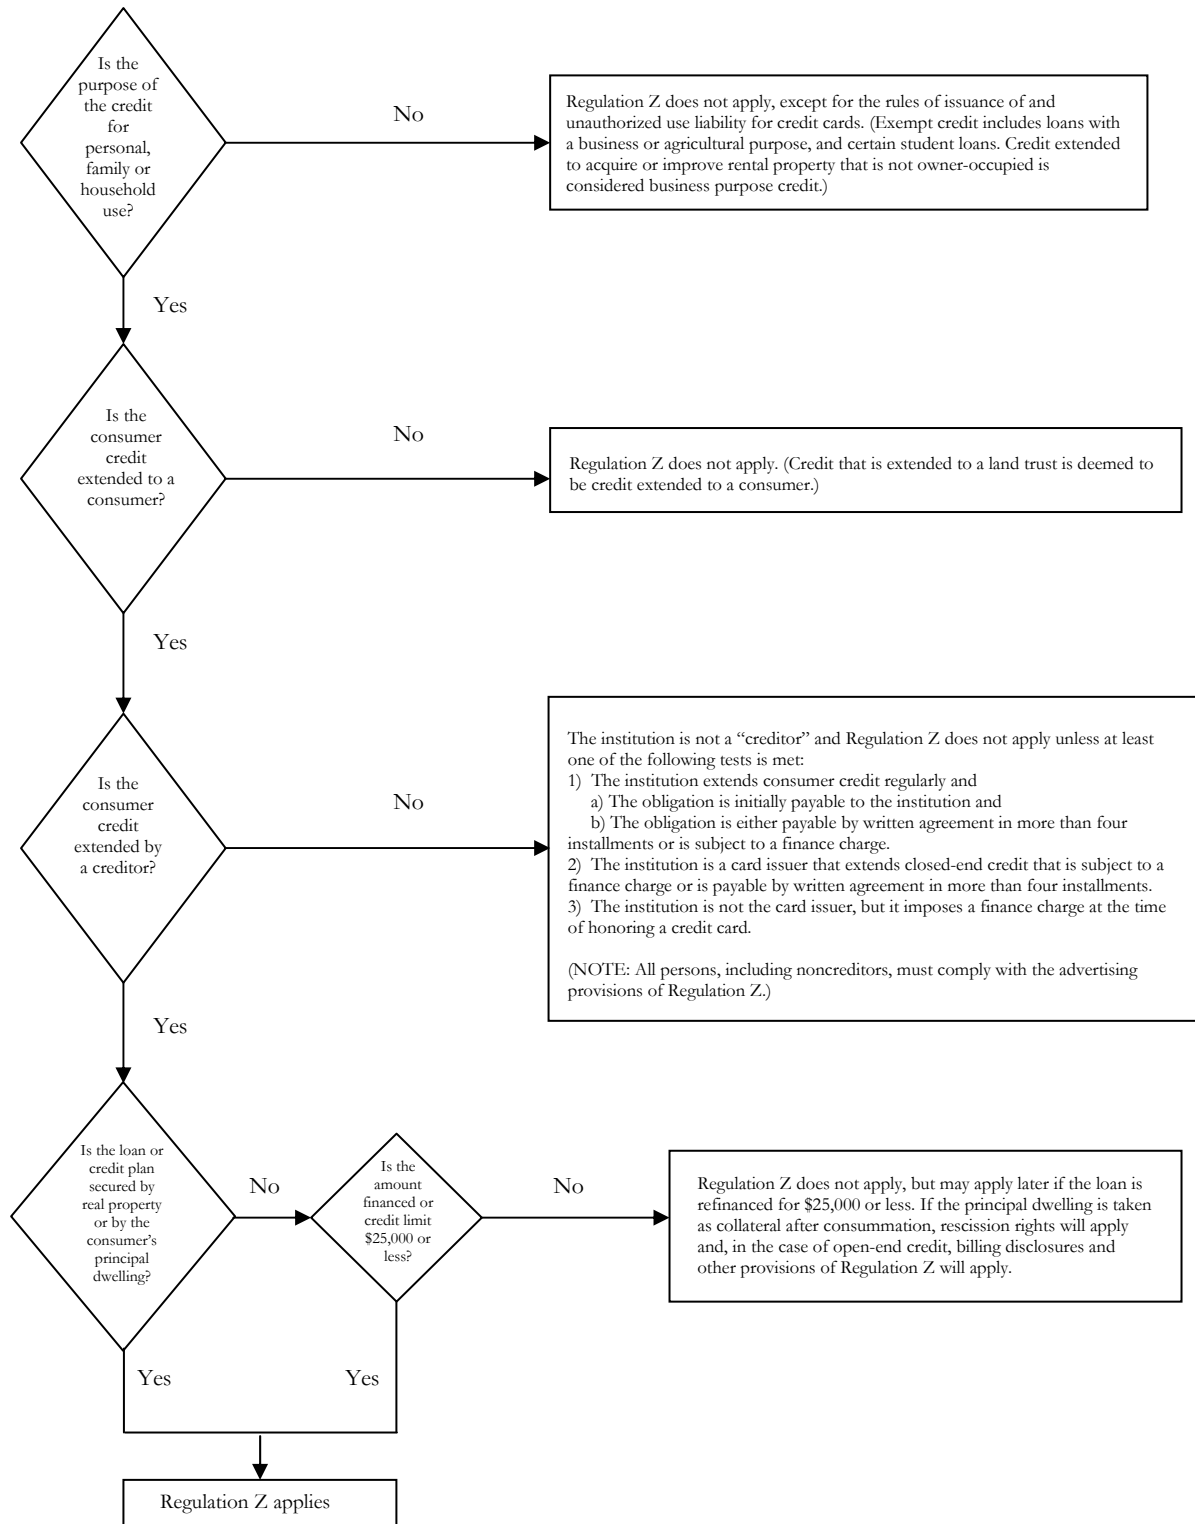 Is the
purpose of
the credit
for
personal,
family or
household
use?
No
Regulation Z does not apply, except for the rules of issuance of and
unauthorized use liability for credit cards. (Exempt credit includes loans with
a business or agricultural purpose, and certain student loans. Credit extended
to acquire or improve rental property that is not owner-occupied is
considered business purpose credit.)
Yes
Is the
consumer
credit
extended to a
consumer?
No
Regulation Z does not apply. (Credit that is extended to a land trust is deemed to
be credit extended to a consumer.)
Yes
Is the
consumer
credit
extended by
a creditor?
No
The institution is not a “creditor” and Regulation Z does not apply unless at least
one of the following tests is met:
1) The institution extends consumer credit regularly and
a) The obligation is initially payable to the institution and
b) The obligation is either payable by written agreement in more than four
installments or is subject to a finance charge.
2) The institution is a card issuer that extends closed-end credit that is subject to a
finance charge or is payable by written agreement in more than four installments.
3) The institution is not the card issuer, but it imposes a finance charge at the time
of honoring a credit card.
(NOTE: All persons, including noncreditors, must comply with the advertising
provisions of Regulation Z.)
Yes
Is the loan or
credit plan
secured by
real property
or by the
consumer’s
principal
dwelling?
No
Is the
amount
financed or
credit limit
$25,000 or
less?
No
Regulation Z does not apply, but may apply later if the loan is
refinanced for $25,000 or less. If the principal dwelling is taken
as collateral after consummation, rescission rights will apply
and, in the case of open-end credit, billing disclosures and
other provisions of Regulation Z will apply.
Yes
Yes
Regulation Z applies